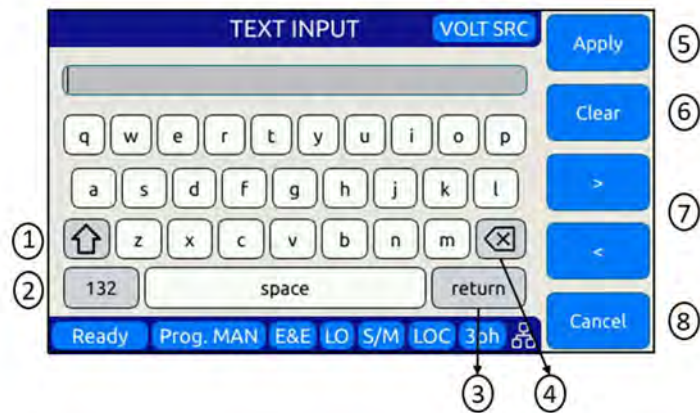 TEXT INPUT VOLT SRC Apply 5
Clear 6
q w e r t y u i o p
a s d f g h j k l >
7
1 z x c v b n m <
2 132 space return
Cancel 8
Ready Prog. MAN E&E LO S/M LOC 3ph
3 4